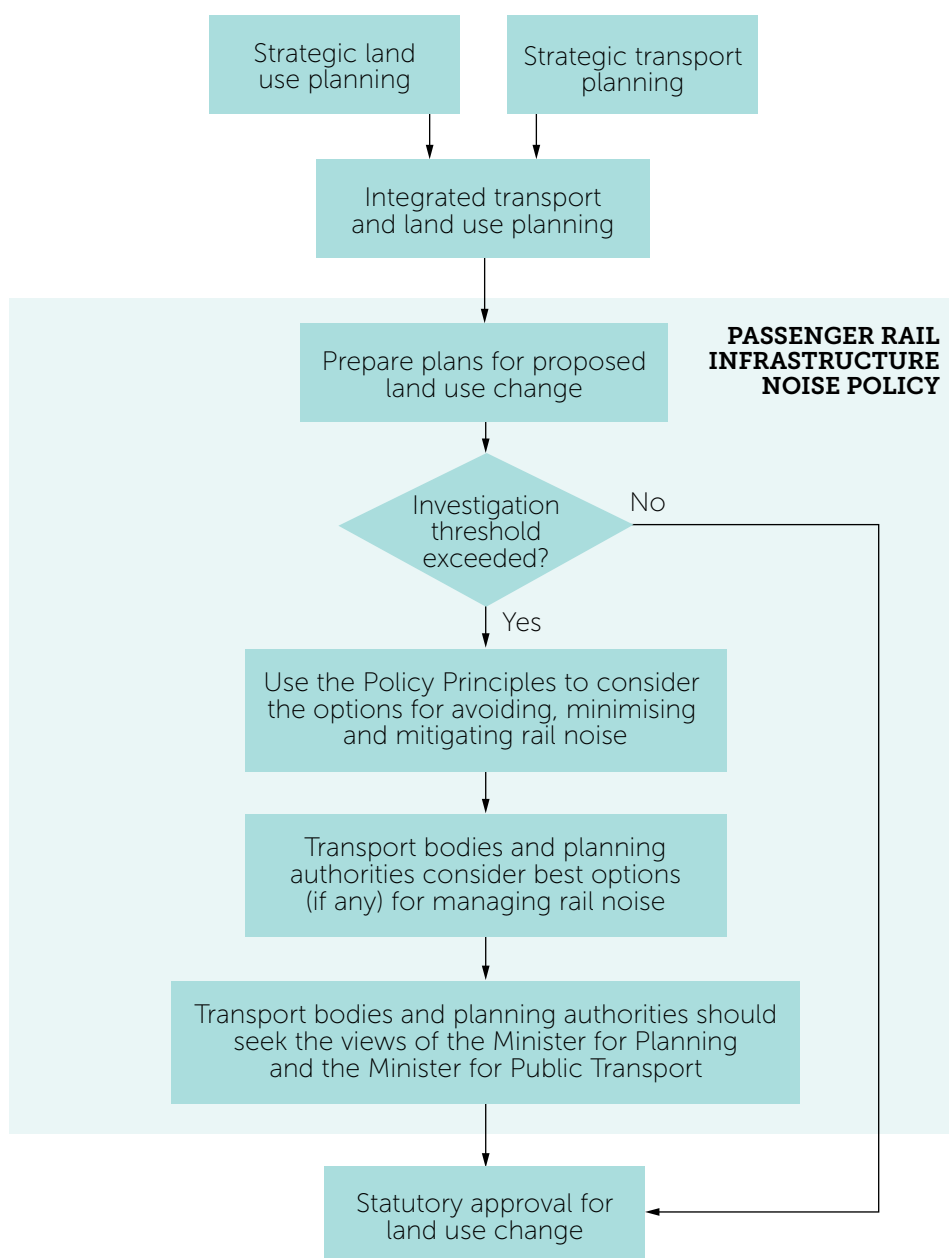 Strategic land
use planning
Strategic transport
planning
Integrated transport
and land use planning
PASSENGER RAIL
INFRASTRUCTURE
NOISE POLICY
Prepare plans for proposed
land use change
Investigation
threshold
exceeded?
No
Yes
Use the Policy Principles to consider
the options for avoiding, minimising
and mitigating rail noise
Transport bodies and planning
authorities consider best options
(if any) for managing rail noise
Transport bodies and planning authorities should
seek the views of the Minister for Planning
and the Minister for Public Transport
Statutory approval for
land use change